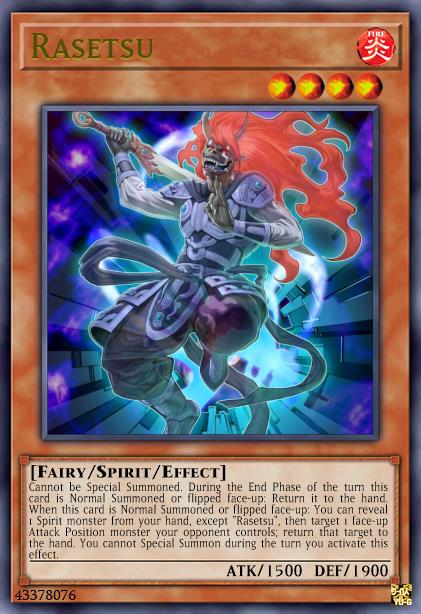 Rasetsu
FIRE
炎
[Fairy/Spirit/Effect]
Cannot be Special Summoned. During the End Phase of the turn this
card is Normal Summoned or flipped face-up: Return it to the hand.
When this card is Normal Summoned or flipped face-up: You can reveal
1 Spirit monster from your hand, except "Rasetsu", then target 1 face-up
Attack Position monster your opponent controls; return that target to
the hand. You cannot Special Summon during the turn you activate this
effect.
ATK/1500 DEF/1900
43378076